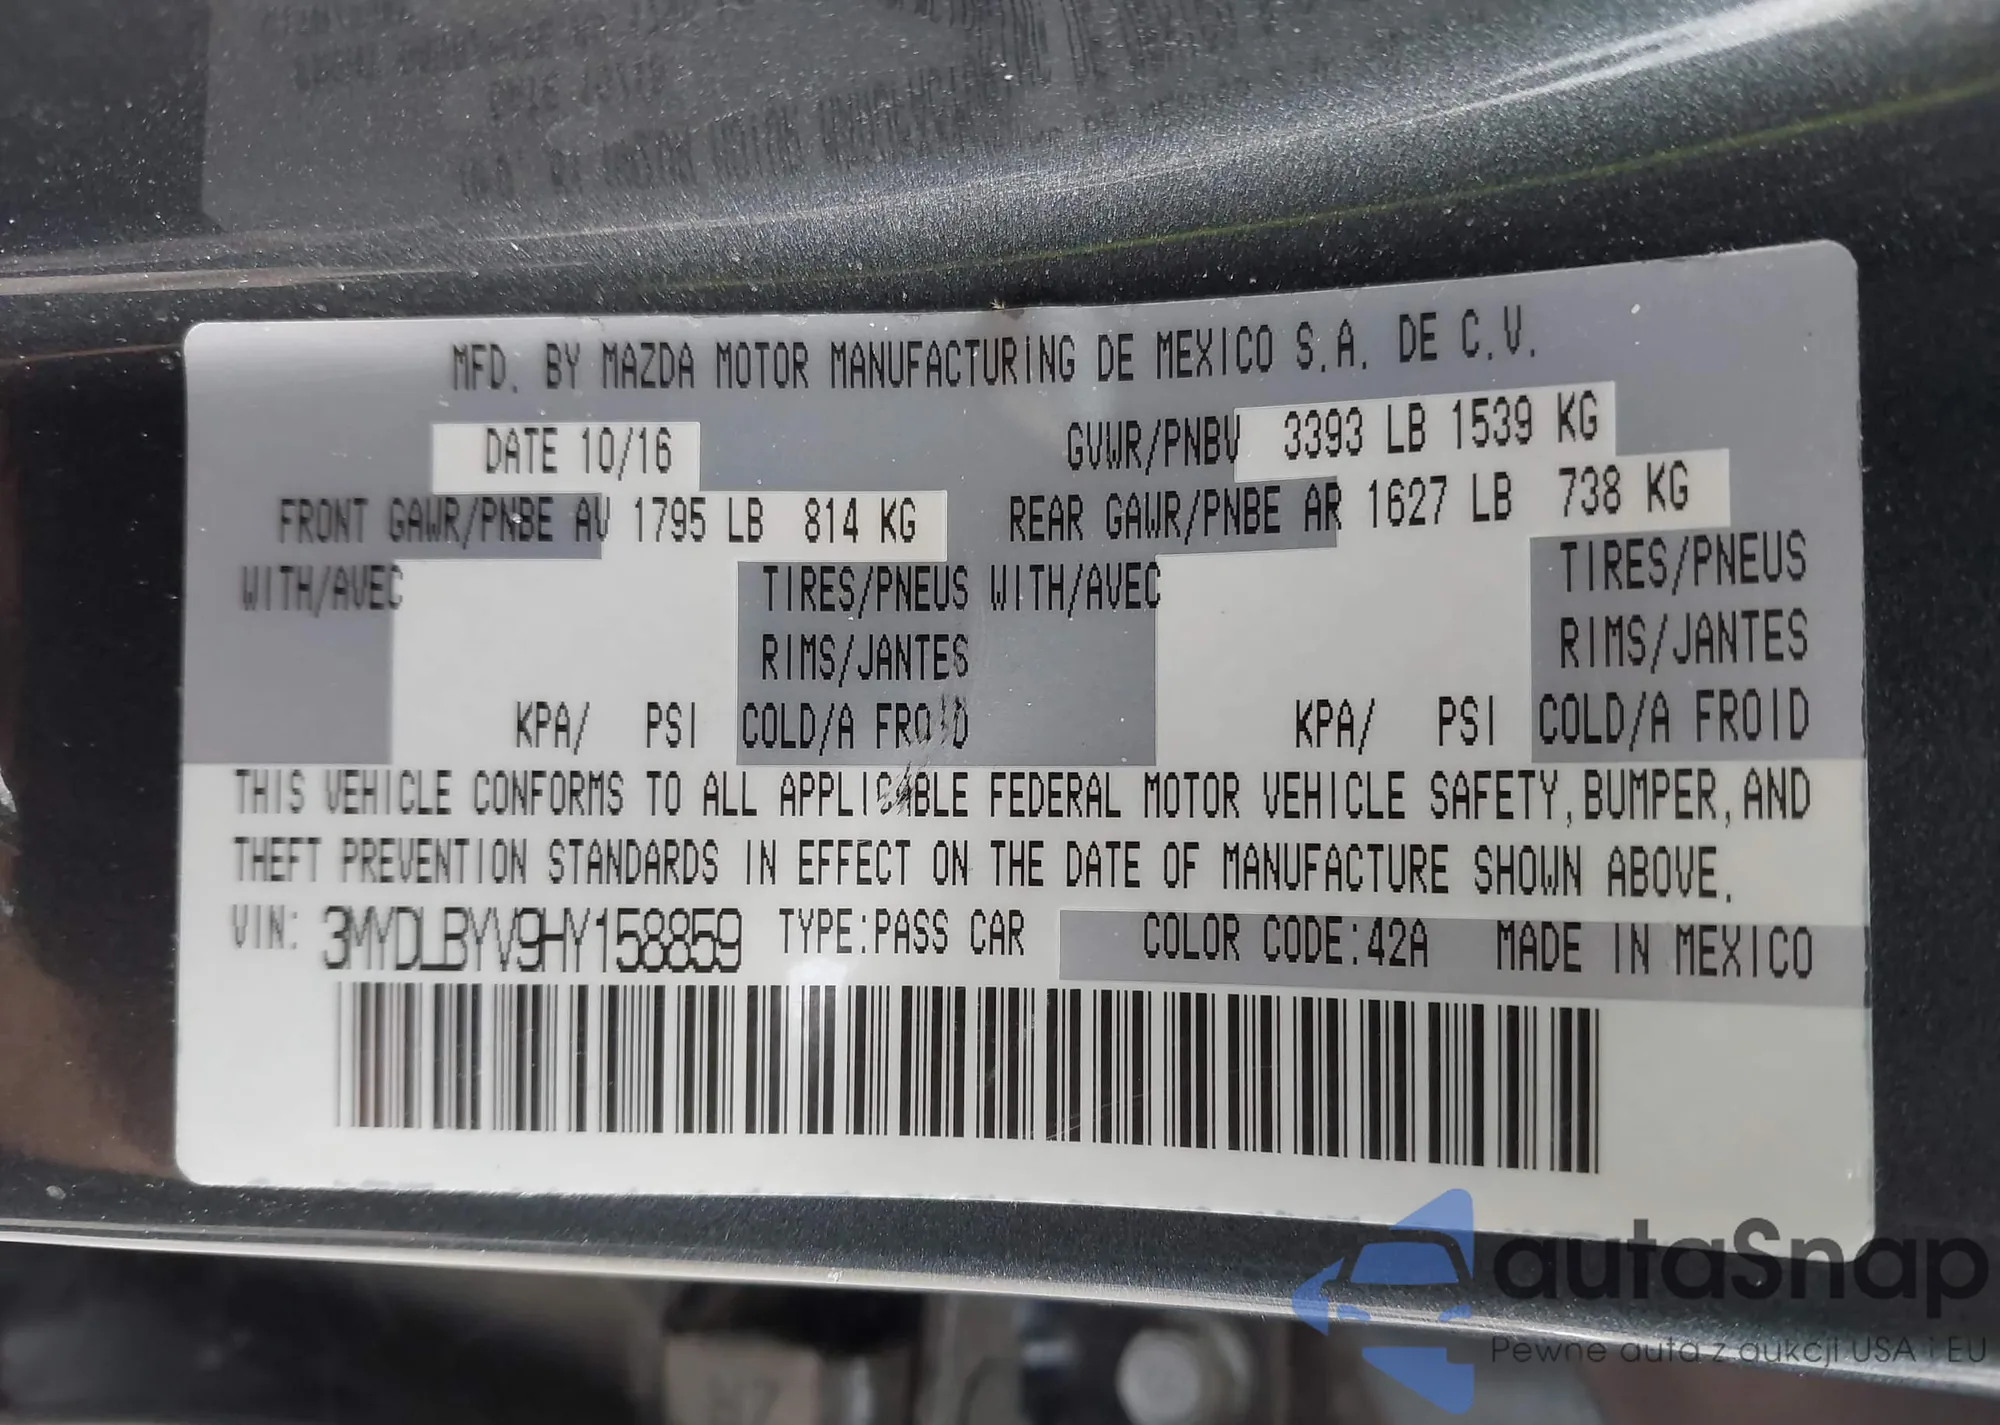 MFD. BY MAZDA MOTOR MANUFACTURING DE MEXICO S.A. DE C.V.
DATE 10/16 GVWR/PNBV 3393 LB 1539 KG
FRONT GAWR/PNBE AV 1795 LB 814 KG REAR GAWR/PNBE AR 1627 LB 738 KG
WITH/AVEC TIRES/PNEUS WITH/AVEC TIRES/PNEUS
RIMS/JANTES RIMS/JANTES
KPA/ PSI COLD/A FROID KPA/ PSI COLD/A FROID
THIS VEHICLE CONFORMS TO ALL APPLICABLE FEDERAL MOTOR VEHICLE SAFETY, BUMPER, AND
THEFT PREVENTION STANDARDS IN EFFECT ON THE DATE OF MANUFACTURE SHOWN ABOVE.
VIN: 3MYDLBYV9HY158859 TYPE:PASS CAR COLOR CODE:42A MADE IN MEXICO
autaSnap
Pewne auta z aukcji USA i EU